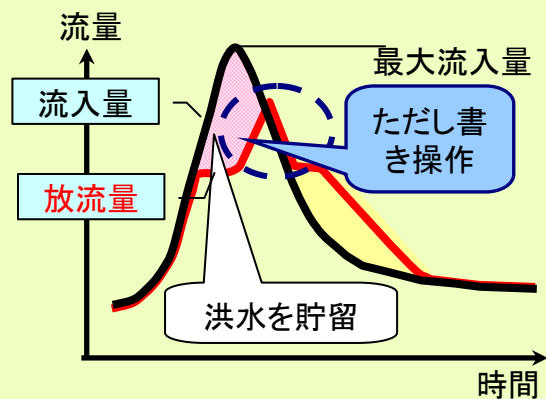 流量
最大流入量
流入量
ただし書
き操作
放流量
洪水を貯留
時間